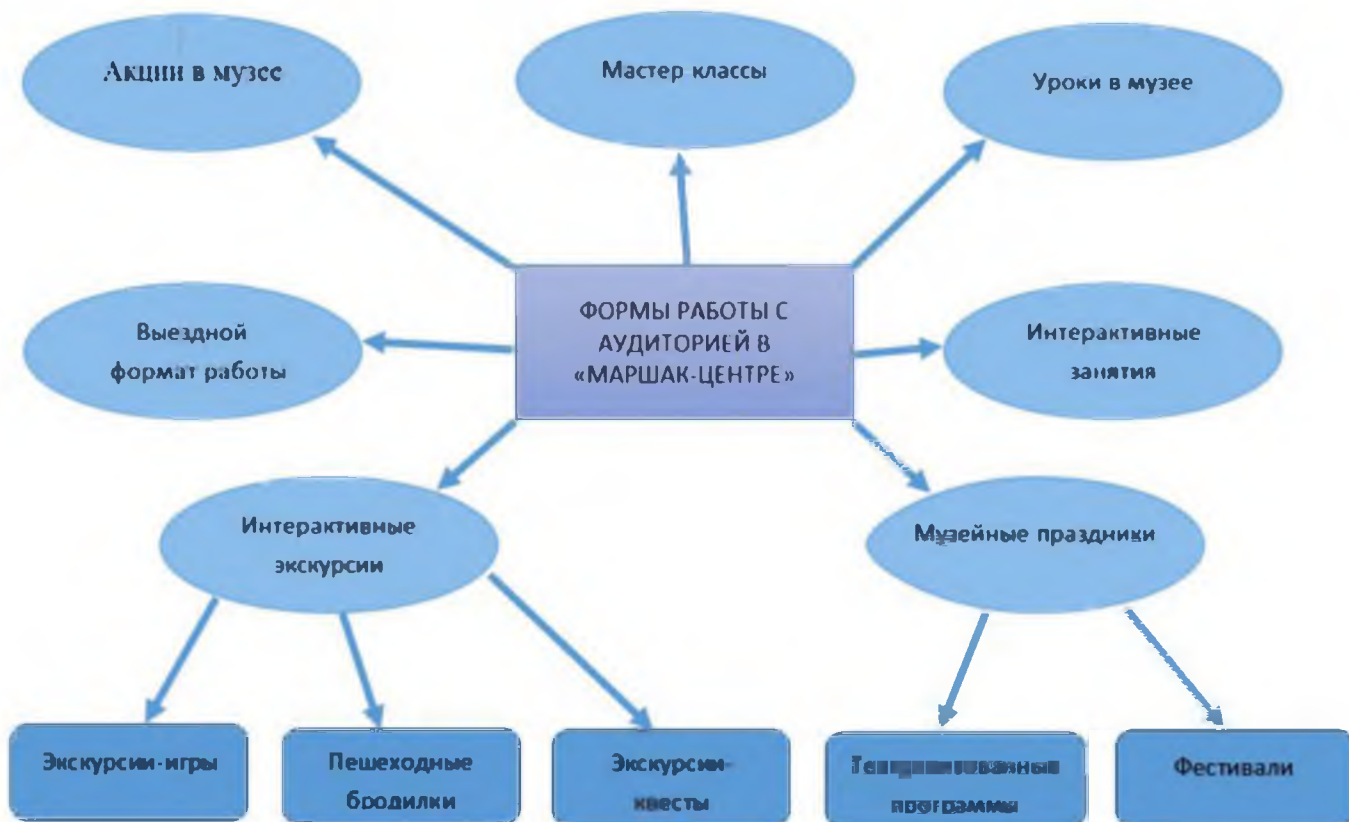 Акции в музее
Мастер классы
Уроки в музее
ФОРМЫ РАБОТЫ С
АУДИТОРИЕЙ В
«МАРШАК-ЦЕНТРЕ»
Выездной
формат работы
Интерактивные
занятия
Интерактивные
экскурсии
Музейные праздники
Экскурсии-игры
Пешеходные
бродилки
Экскурсии-
квесты
программы
Фестивали